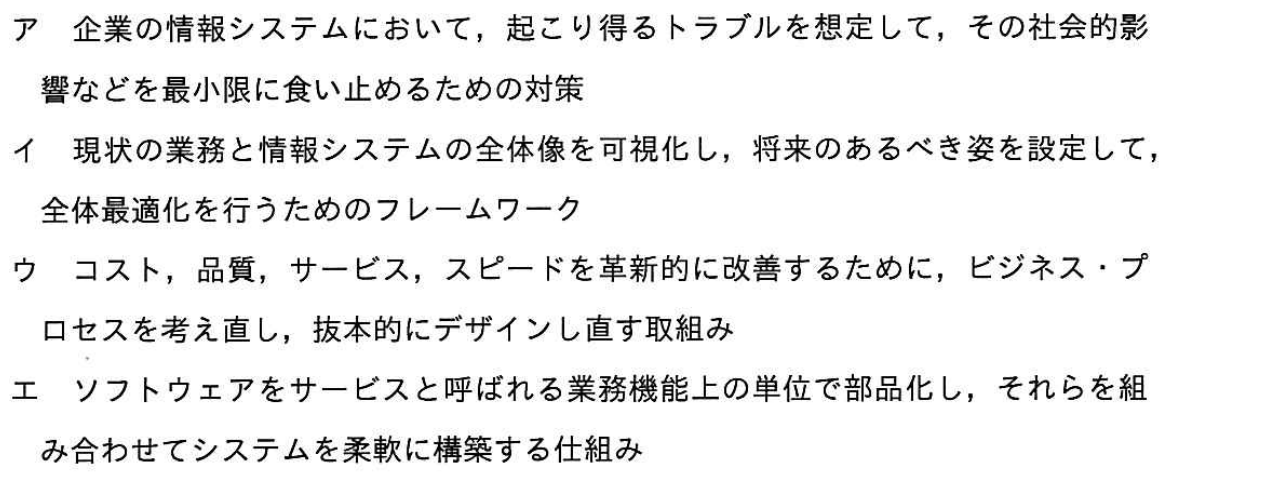 ア　企業の情報システムにおいて，起こり得るトラブルを想定して，その社会的影
響などを最小限に食い止めるための対策
イ　現状の業務と情報システムの全体像を可視化し，将来のあるべき姿を設定して，
全体最適化を行うためのフレームワーク
ウ　コスト，品質，サービス，スピードを革新的に改善するために，ビジネス・プ
ロセスを考え直し，抜本的にデザインし直す取組み
エ　ソフトウェアをサービスと呼ばれる業務機能上の単位で部品化し，それらを組
み合わせてシステムを柔軟に構築する仕組み